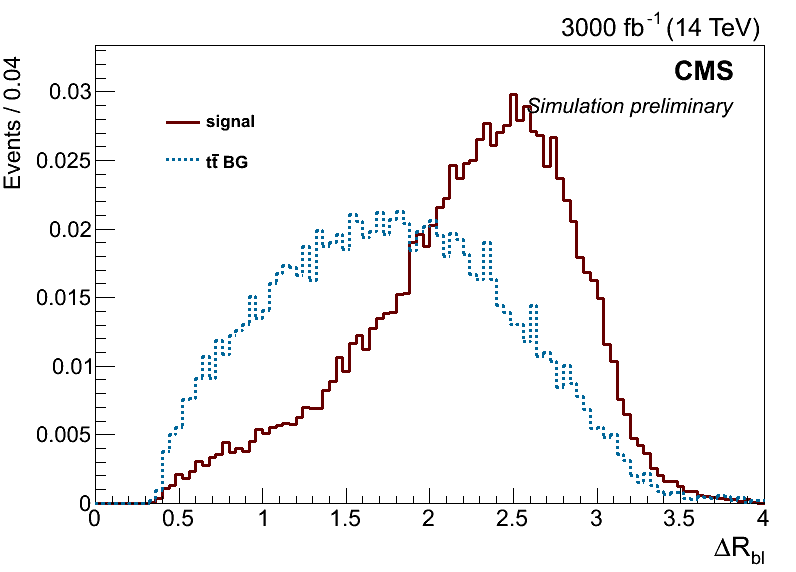 3000 fb⁻¹ (14 TeV)
CMS
Simulation preliminary
Events / 0.04
signal
tt̄ BG
0.03
0.025
0.02
0.015
0.01
0.005
0
0 0.5 1 1.5 2 2.5 3 3.5 4
ΔR_bl